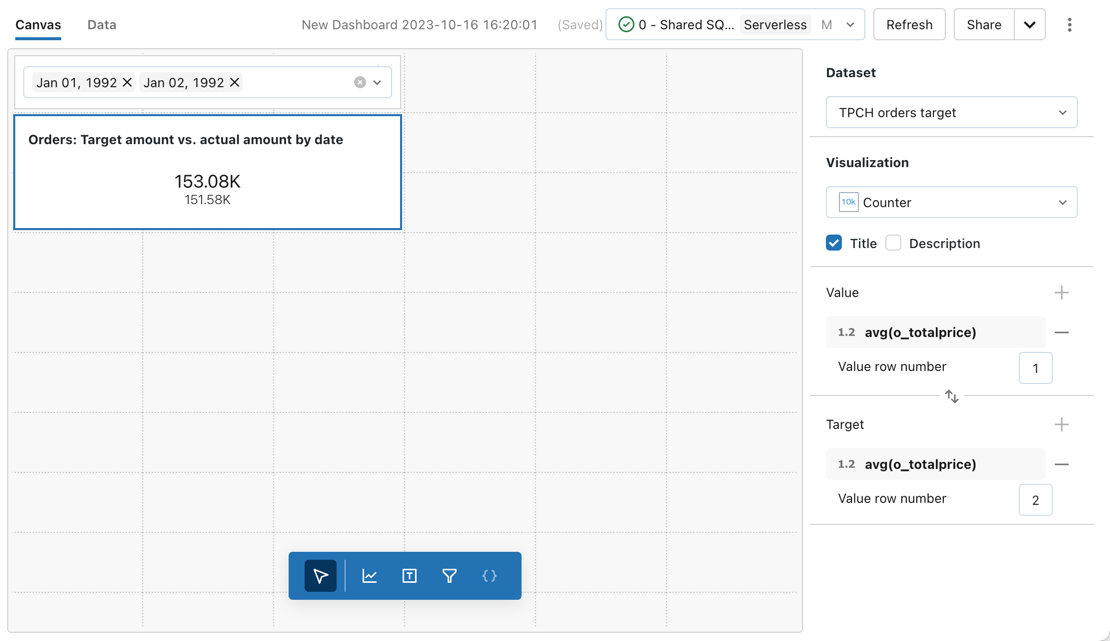 Canvas Data New Dashboard 2023-10-16 16:20:01 (Saved) 0 - Shared SQ... Serverless M Refresh Share
Jan 01, 1992 Jan 02, 1992
Orders: Target amount vs. actual amount by date
153.08K
151.58K
Dataset
TPCH orders target
Visualization
10k Counter
Title Description
Value
1.2 avg(o_totalprice)
Value row number 1
Target
1.2 avg(o_totalprice)
Value row number 2